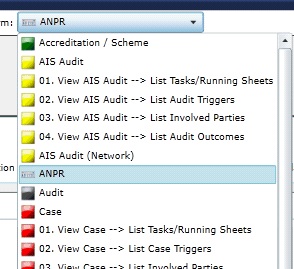 rm: ANPR
Accreditation / Scheme
AIS Audit
01. View AIS Audit --> List Tasks/Running Sheets
02. View AIS Audit --> List Audit Triggers
03. View AIS Audit --> List Involved Parties
04. View AIS Audit --> List Audit Outcomes
AIS Audit (Network)
tion
ANPR
Audit
Case
01. View Case --> List Tasks/Running Sheets
02. View Case --> List Case Triggers
03. View Case --> List Involved Parties